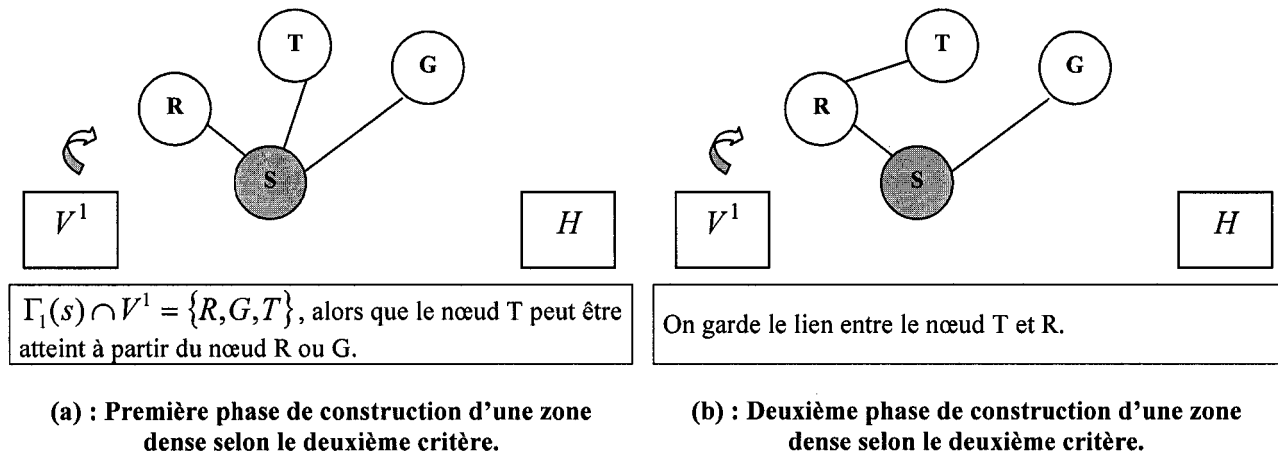 T
G
R
S
V¹
H
Γ₁(s) ∩ V¹ = {R,G,T}, alors que le nœud T peut être
atteint à partir du nœud R ou G.
(a) : Première phase de construction d'une zone
dense selon le deuxième critère.
T
G
R
S
V¹
H
On garde le lien entre le nœud T et R.
(b) : Deuxième phase de construction d'une zone
dense selon le deuxième critère.